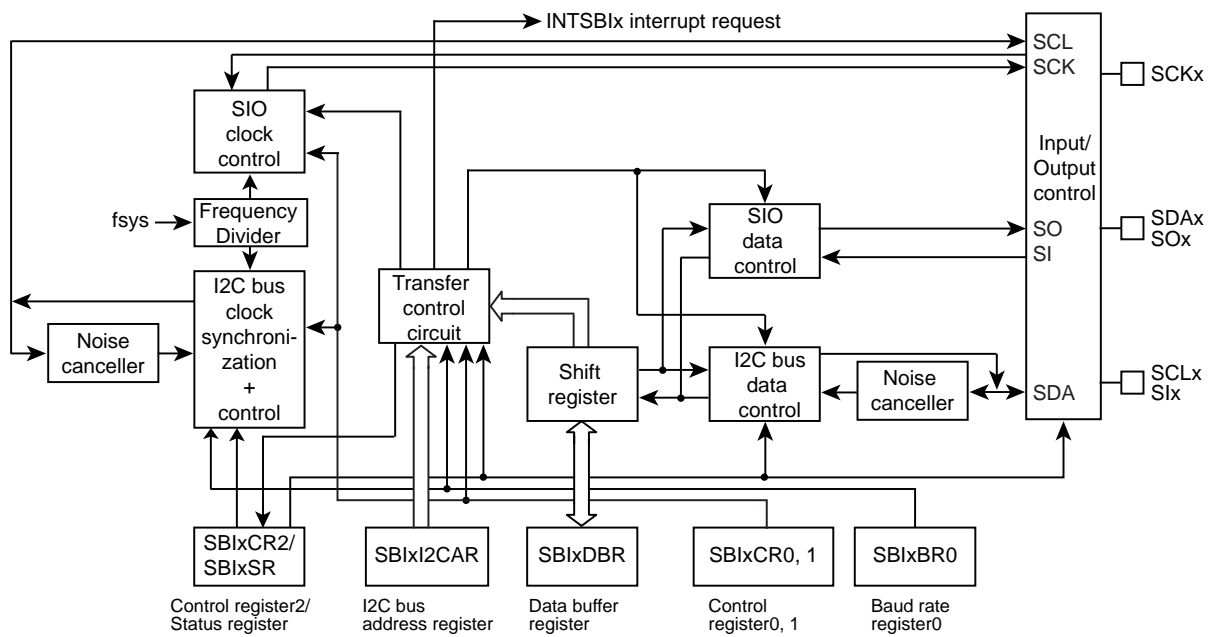 INTSBIx interrupt request
SCL
SCK
SCKx
SIO
clock
control
Input/
Output
control
fsys
Frequency
Divider
SIO
data
control
SO
SI
SDAx
SOx
I2C bus
clock
synchroni-
zation
+
control
Transfer
control
circuit
Noise
canceller
Shift
register
I2C bus
data
control
Noise
canceller
SDA
SCLx
SIx
SBIxCR2/
SBIxSR
SBIxI2CAR
SBIxDBR
SBIxCR0, 1
SBIxBR0
Control register2/
Status register
I2C bus
address register
Data buffer
register
Control
register0, 1
Baud rate
register0